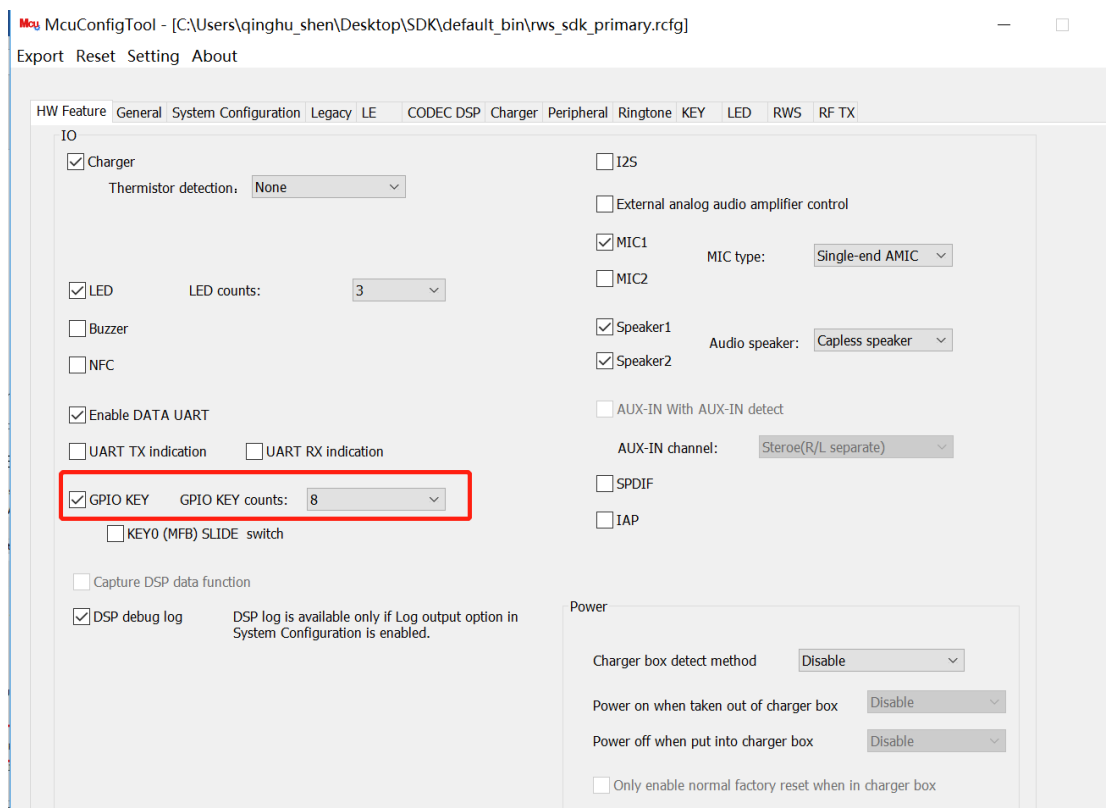 Mcu McuConfigTool - [C:\Users\qinghu_shen\Desktop\SDK\default_bin\rws_sdk_primary.rcfg]
Export Reset Setting About
HW Feature General System Configuration Legacy LE CODEC DSP Charger Peripheral Ringtone KEY LED RWS RF TX
IO
Charger
Thermistor detection: None
LED LED counts: 3
Buzzer
NFC
Enable DATA UART
UART TX indication UART RX indication
GPIO KEY GPIO KEY counts: 8
KEY0 (MFB) SLIDE switch
Capture DSP data function
DSP debug log DSP log is available only if Log output option in
System Configuration is enabled.
I2S
External analog audio amplifier control
MIC1
MIC type: Single-end AMIC
MIC2
Speaker1
Audio speaker: Capless speaker
Speaker2
AUX-IN With AUX-IN detect
AUX-IN channel: Steroe(R/L separate)
SPDIF
IAP
Power
Charger box detect method Disable
Power on when taken out of charger box Disable
Power off when put into charger box Disable
Only enable normal factory reset when in charger box